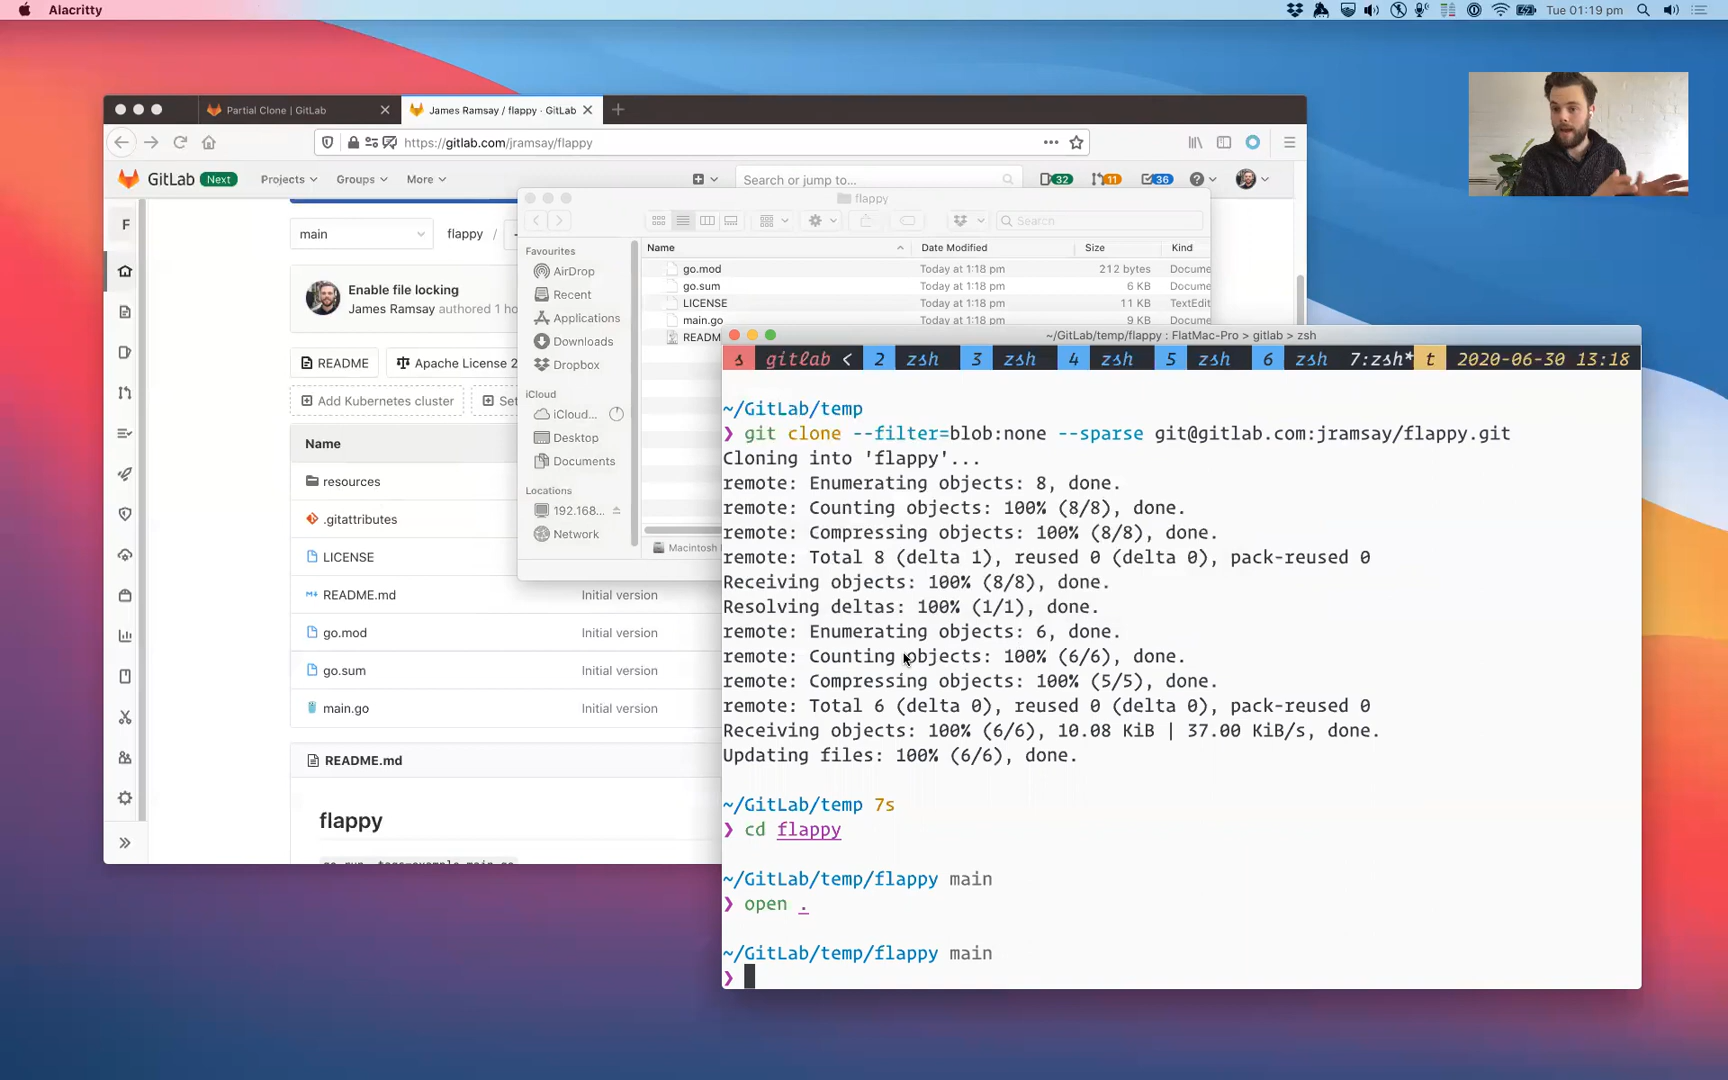 Alacritty
Tue 01:19 pm
Partial Clone | GitLab
James Ramsay / flappy · GitLab
https://gitlab.com/jramsay/flappy
GitLab Next
Projects
Groups
More
Search or jump to...
32
11
36
F
main
flappy /
Enable file locking
James Ramsay authored 1 ho
README
Apache License 2
Add Kubernetes cluster
Set
Name
resources
.gitattributes
LICENSE
README.md
Initial version
go.mod
Initial version
go.sum
Initial version
main.go
Initial version
README.md
flappy
flappy
Search
Favourites
AirDrop
Recent
Applications
Downloads
Dropbox
iCloud
iCloud...
Desktop
Documents
Locations
192.168...
Network
Name
Date Modified
Size
Kind
go.mod
Today at 1:18 pm
212 bytes
Docume
go.sum
Today at 1:18 pm
6 KB
Docume
LICENSE
Today at 1:18 pm
11 KB
TextEdit
main.go
Today at 1:18 pm
9 KB
Docume
READM
Macintosh
~/GitLab/temp/flappy : FlatMac-Pro > gitlab > zsh
s gitlab < 2 zsh 3 zsh 4 zsh 5 zsh 6 zsh 7:zsh* t 2020-06-30 13:18
~/GitLab/temp
❯ git clone --filter=blob:none --sparse git@gitlab.com:jramsay/flappy.git
Cloning into 'flappy'...
remote: Enumerating objects: 8, done.
remote: Counting objects: 100% (8/8), done.
remote: Compressing objects: 100% (8/8), done.
remote: Total 8 (delta 1), reused 0 (delta 0), pack-reused 0
Receiving objects: 100% (8/8), done.
Resolving deltas: 100% (1/1), done.
remote: Enumerating objects: 6, done.
remote: Counting objects: 100% (6/6), done.
remote: Compressing objects: 100% (5/5), done.
remote: Total 6 (delta 0), reused 0 (delta 0), pack-reused 0
Receiving objects: 100% (6/6), 10.08 KiB | 37.00 KiB/s, done.
Updating files: 100% (6/6), done.
~/GitLab/temp 7s
❯ cd flappy
~/GitLab/temp/flappy main
❯ open .
~/GitLab/temp/flappy main
❯